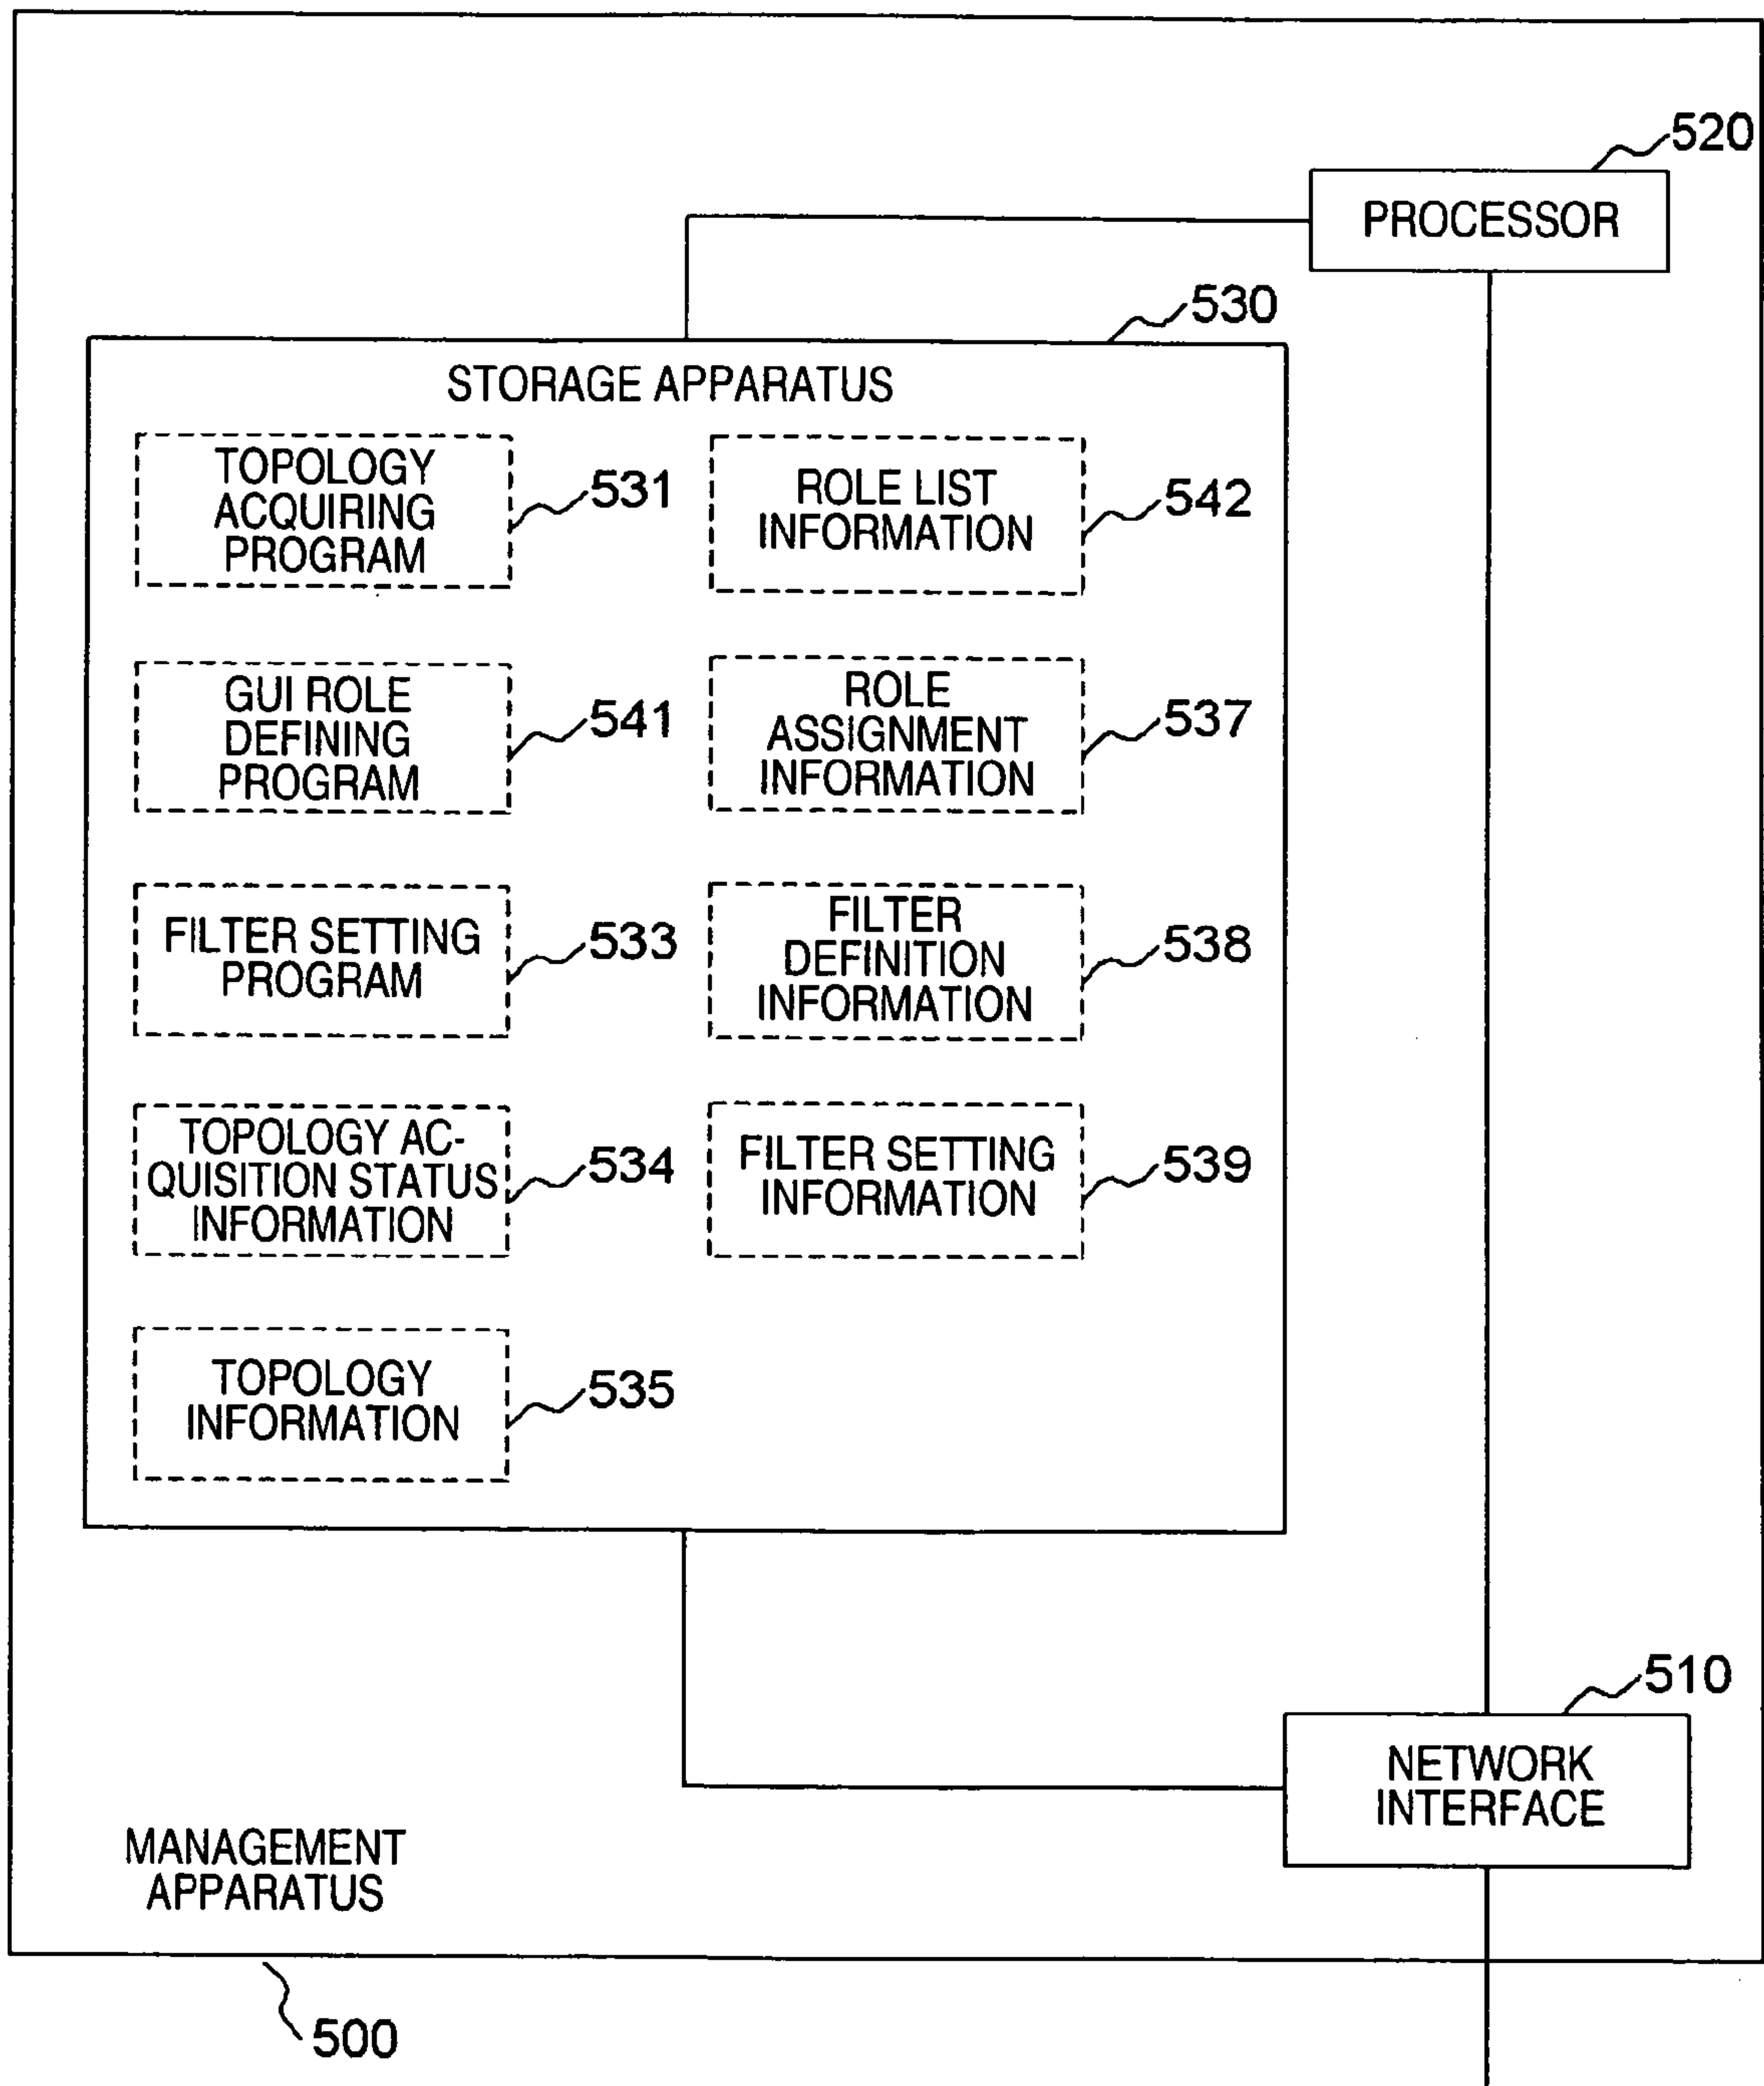 520
PROCESSOR
530
STORAGE APPARATUS
TOPOLOGY
ACQUIRING
PROGRAM
531
ROLE LIST
INFORMATION
542
GUI ROLE
DEFINING
PROGRAM
541
ROLE
ASSIGNMENT
INFORMATION
537
FILTER SETTING
PROGRAM
533
FILTER
DEFINITION
INFORMATION
538
TOPOLOGY AC-
QUISITION STATUS
INFORMATION
534
FILTER SETTING
INFORMATION
539
TOPOLOGY
INFORMATION
535
510
NETWORK
INTERFACE
MANAGEMENT
APPARATUS
500